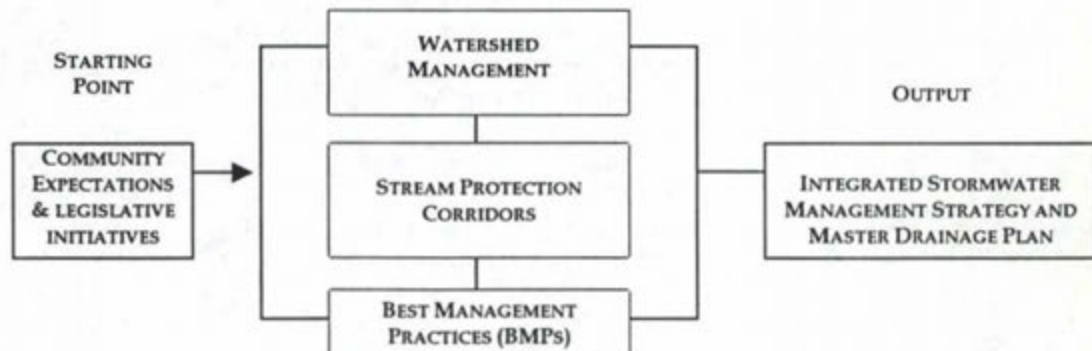 STARTING
POINT
COMMUNITY
EXPECTATIONS
& LEGISLATIVE
INITIATIVES
WATERSHED
MANAGEMENT
STREAM PROTECTION
CORRIDORS
BEST MANAGEMENT
PRACTICES (BMPS)
OUTPUT
INTEGRATED STORMWATER
MANAGEMENT STRATEGY AND
MASTER DRAINAGE PLAN